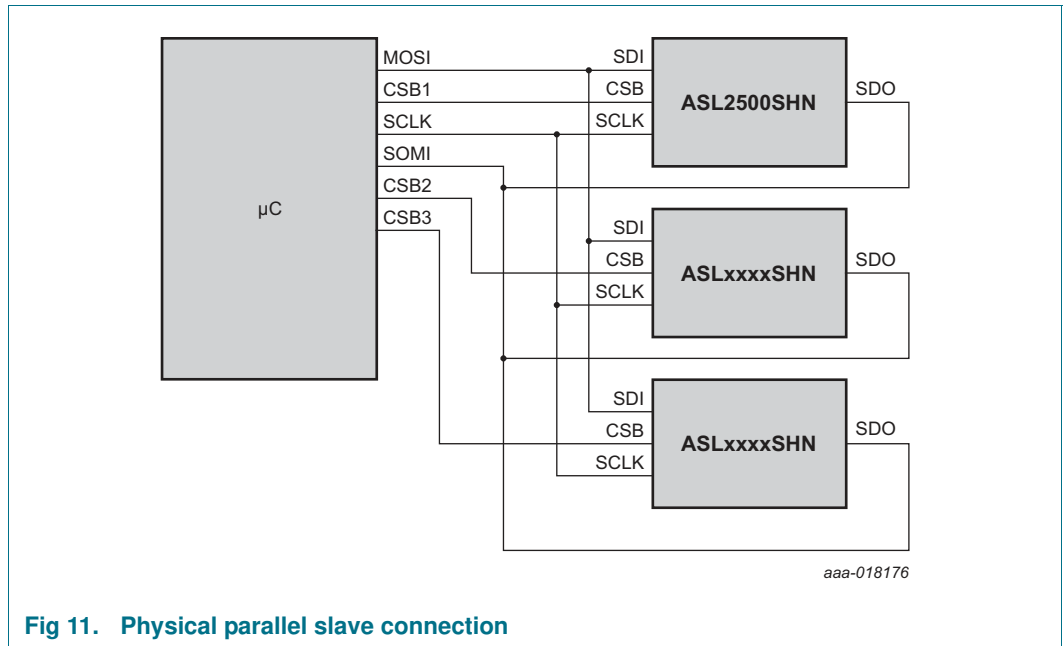 MOSI
CSB1
SCLK
SOMI
CSB2
CSB3
µC
SDI
CSB
SCLK
ASL2500SHN
SDO
SDI
CSB
SCLK
ASLxxxxSHN
SDO
SDI
CSB
SCLK
ASLxxxxSHN
SDO
aaa-018176
Fig 11. Physical parallel slave connection